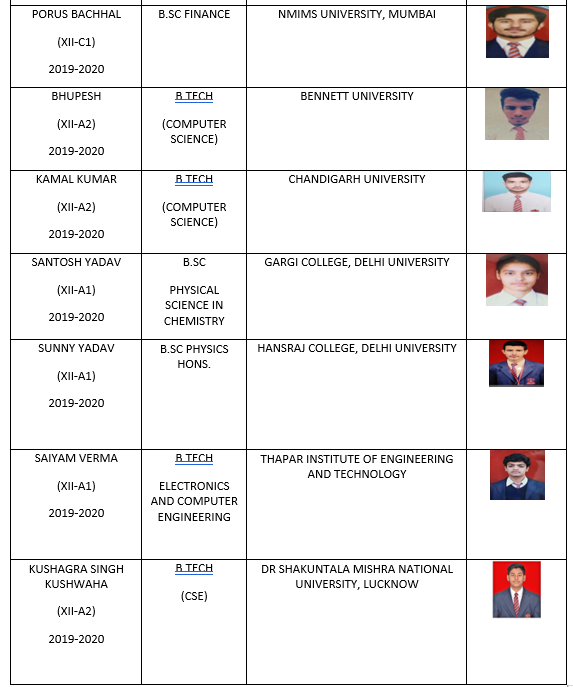 PORUS BACHHAL
(XII-C1)
2019-2020
B.SC FINANCE
NMIMS UNIVERSITY, MUMBAI
BHUPESH
(XII-A2)
2019-2020
B.TECH
(COMPUTER
SCIENCE)
BENNETT UNIVERSITY
KAMAL KUMAR
(XII-A2)
2019-2020
B.TECH
(COMPUTER
SCIENCE)
CHANDIGARH UNIVERSITY
SANTOSH YADAV
(XII-A1)
2019-2020
B.SC
PHYSICAL
SCIENCE IN
CHEMISTRY
GARGI COLLEGE, DELHI UNIVERSITY
SUNNY YADAV
(XII-A1)
2019-2020
B.SC PHYSICS
HONS.
HANSRAJ COLLEGE, DELHI UNIVERSITY
SAIYAM VERMA
(XII-A1)
2019-2020
B.TECH
ELECTRONICS
AND COMPUTER
ENGINEERING
THAPAR INSTITUTE OF ENGINEERING
AND TECHNOLOGY
KUSHAGRA SINGH
KUSHWAHA
(XII-A2)
2019-2020
B.TECH
(CSE)
DR SHAKUNTALA MISHRA NATIONAL
UNIVERSITY, LUCKNOW